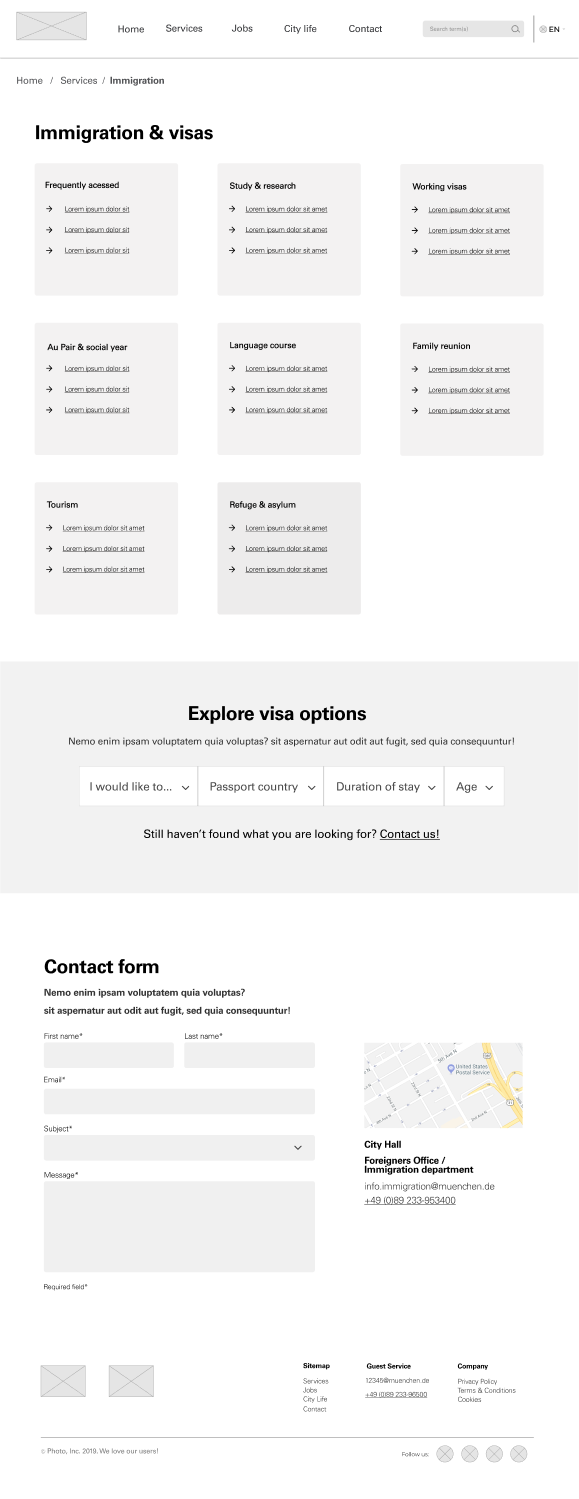 Home Services Jobs City life Contact Search term(s) EN
Home / Services / Immigration
Immigration & visas
Frequently acessed
Lorem ipsum dolor sit
Lorem ipsum dolor sit
Lorem ipsum dolor sit
Study & research
Lorem ipsum dolor sit amet
Lorem ipsum dolor sit amet
Lorem ipsum dolor sit amet
Working visas
Lorem ipsum dolor sit amet
Lorem ipsum dolor sit amet
Lorem ipsum dolor sit amet
Au Pair & social year
Lorem ipsum dolor sit
Lorem ipsum dolor sit
Lorem ipsum dolor sit
Language course
Lorem ipsum dolor sit amet
Lorem ipsum dolor sit amet
Lorem ipsum dolor sit amet
Family reunion
Lorem ipsum dolor sit amet
Lorem ipsum dolor sit amet
Lorem ipsum dolor sit amet
Tourism
Lorem ipsum dolor sit amet
Lorem ipsum dolor sit amet
Lorem ipsum dolor sit amet
Refuge & asylum
Lorem ipsum dolor sit amet
Lorem ipsum dolor sit amet
Lorem ipsum dolor sit amet
Explore visa options
Nemo enim ipsam voluptatem quia voluptas? sit aspernatur aut odit aut fugit, sed quia consequuntur!
I would like to... Passport country Duration of stay Age
Still haven't found what you are looking for? Contact us!
Contact form
Nemo enim ipsam voluptatem quia voluptas?
sit aspernatur aut odit aut fugit, sed quia consequuntur!
First name* Last name*
Email*
Subject*
Message*
Required field*
5th Ave N
United States
Postal Service
City Hall
Foreigners Office /
Immigration department
info.immigration@muenchen.de
+49 (0)89 233-953400
Sitemap
Services
Jobs
City Life
Contact
Guest Service
12345@muenchen.de
+49 (0)89 233-96500
Company
Privacy Policy
Terms & Conditions
Cookies
© Photo, Inc. 2019. We love our users!
Follow us: